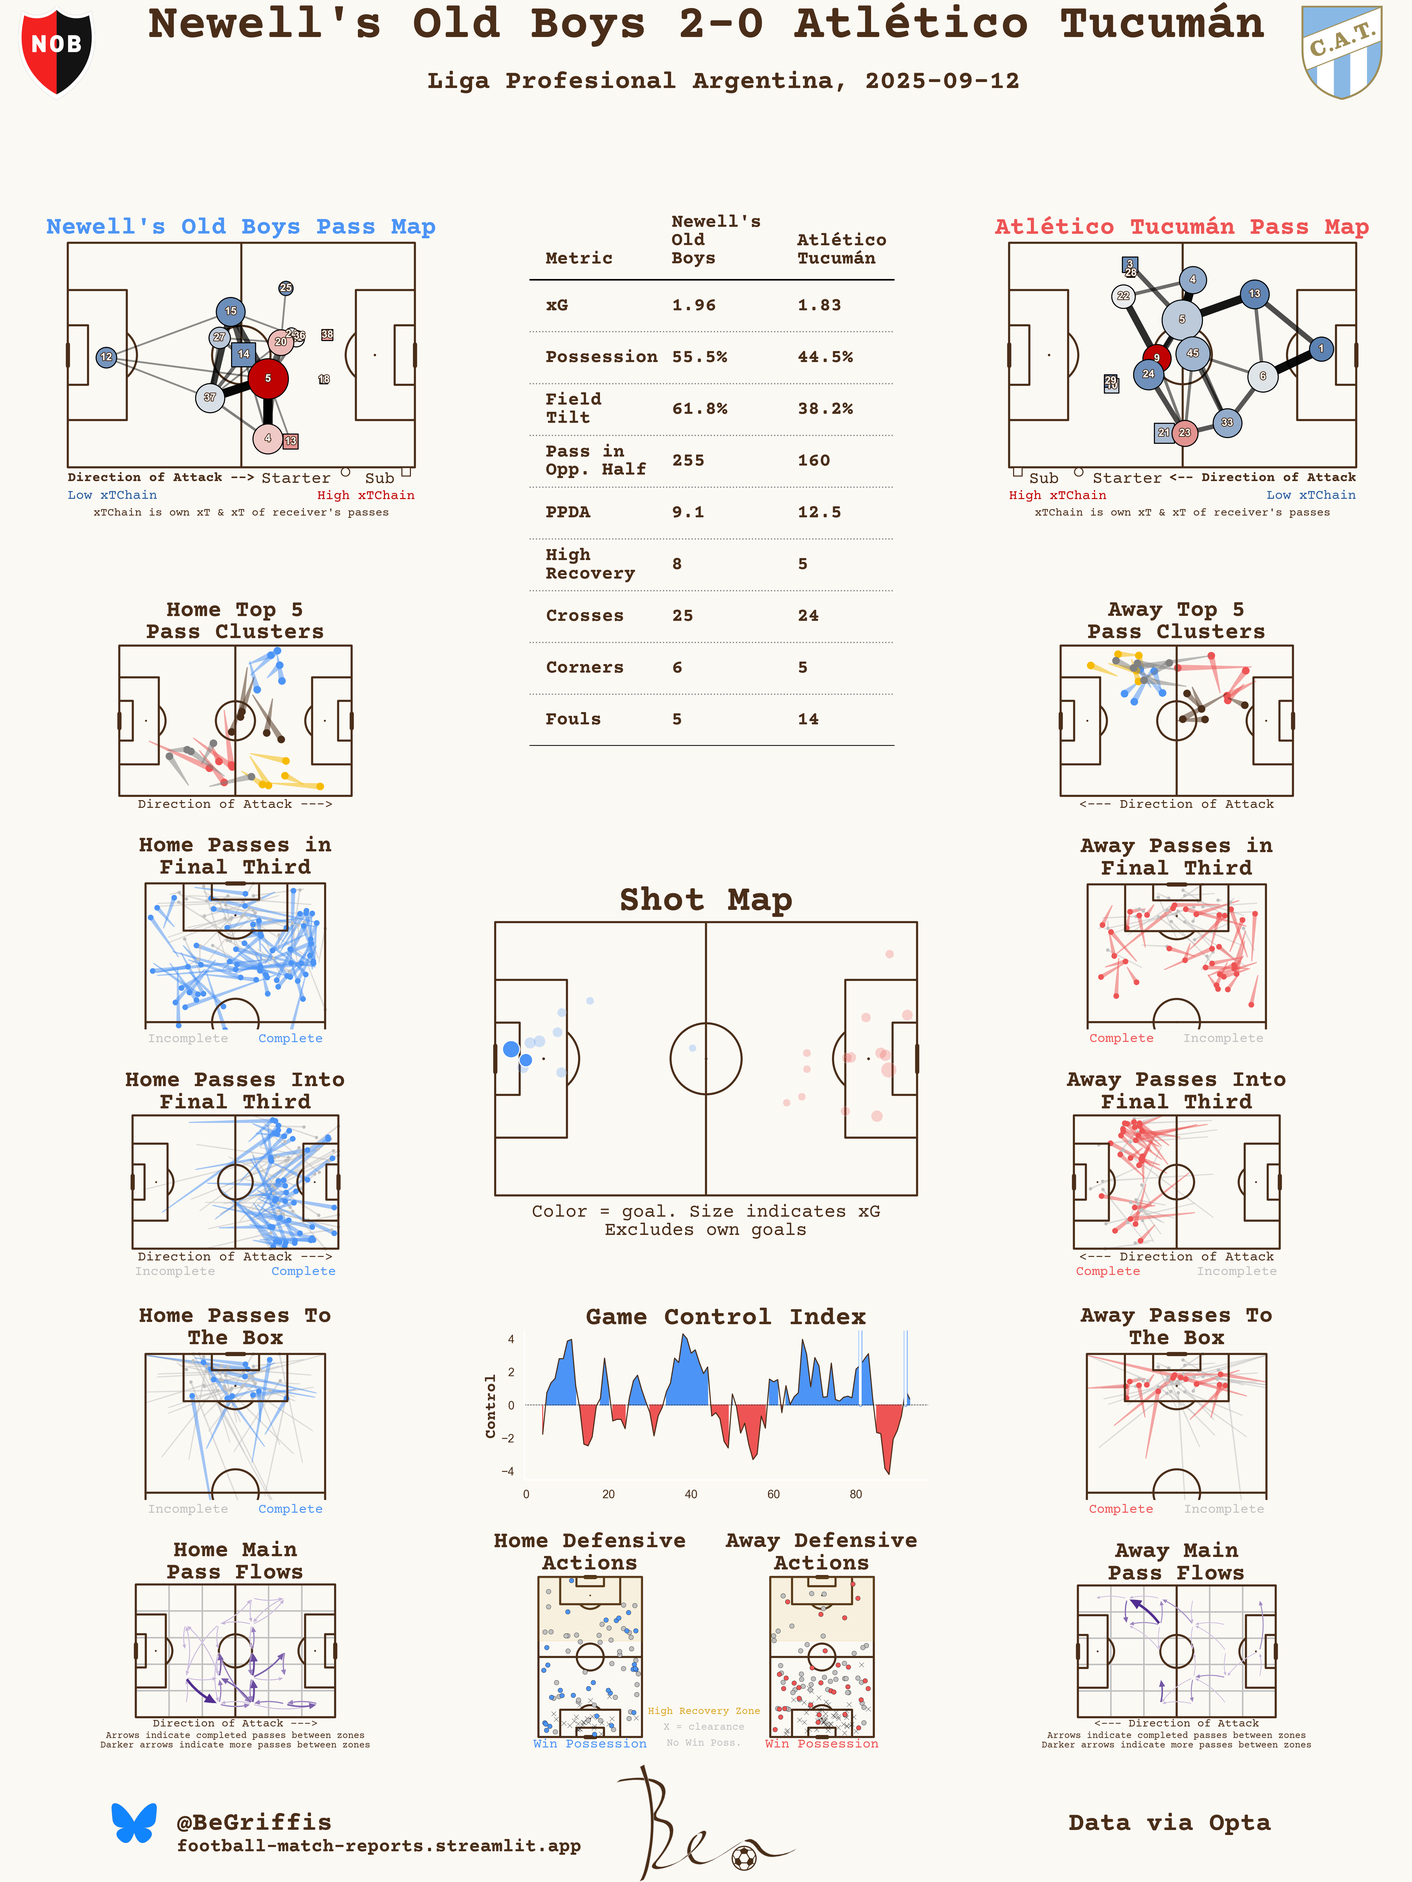 Newell's Old Boys 2-0 Atlético Tucumán
Liga Profesional Argentina, 2025-09-12
NOB
C.A.T.
Newell's Old Boys Pass Map
12
15
27
14
25
20
36
38
18
5
37
4
13
Direction of Attack --> Starter Sub
Low xTChain High xTChain
xTChain is own xT & xT of receiver's passes
Metric Newell's Old Boys Atlético Tucumán
xG 1.96 1.83
Possession 55.5% 44.5%
Field Tilt 61.8% 38.2%
Pass in Opp. Half 255 160
PPDA 9.1 12.5
High Recovery 8 5
Crosses 25 24
Corners 6 5
Fouls 5 14
Atlético Tucumán Pass Map
3
28
4
22
13
5
9
45
24
1
6
29
33
21
23
Sub Starter <-- Direction of Attack
High xTChain Low xTChain
xTChain is own xT & xT of receiver's passes
Home Top 5
Pass Clusters
Direction of Attack --->
Away Top 5
Pass Clusters
<--- Direction of Attack
Home Passes in
Final Third
Incomplete Complete
Away Passes in
Final Third
Complete Incomplete
Shot Map
Color = goal. Size indicates xG
Excludes own goals
Home Passes Into
Final Third
Direction of Attack --->
Incomplete Complete
Away Passes Into
Final Third
<--- Direction of Attack
Complete Incomplete
Home Passes To
The Box
Incomplete Complete
Game Control Index
Control
4
2
0
−2
−4
0 20 40 60 80
Away Passes To
The Box
Complete Incomplete
Home Main
Pass Flows
Direction of Attack --->
Arrows indicate completed passes between zones
Darker arrows indicate more passes between zones
Home Defensive
Actions
Win Possession
High Recovery Zone
X = clearance
No Win Poss.
Away Defensive
Actions
Win Possession
Away Main
Pass Flows
<--- Direction of Attack
Arrows indicate completed passes between zones
Darker arrows indicate more passes between zones
@BeGriffis
football-match-reports.streamlit.app
Ben
Data via Opta